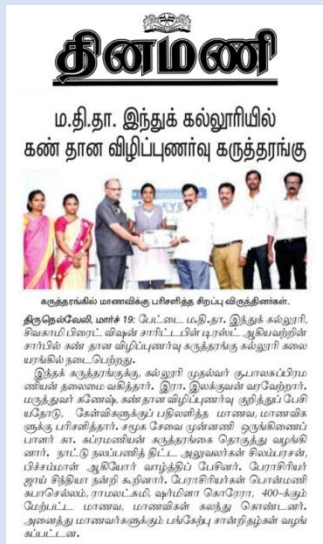 தினமணி
ம.தி.தா. இந்துக் கல்லூரியில்
கண் தான விழிப்புணர்வு கருத்தரங்கு
கருத்தரங்கில் மாணவிக்கு பரிசளித்த சிறப்பு விருந்தினர்கள்.
திருநெல்வேலி, மார்ச் 19: பேட்டை ம.தி.தா. இந்துக் கல்லூரி,
சிவகாமி பிரைட் விஷன் சாரிட்டபிள் டிரஸ்ட் ஆகியவற்றின்
சார்பில் கண் தான விழிப்புணர்வு கருத்தரங்கு கல்லூரி கலை
யரங்கில் நடைபெற்றது.
இந்தக் கருத்தரங்குக்கு, கல்லூரி முதல்வர் கு.பாலசுப்பிரம
ணியன் தலைமை வகித்தார். இரா. இலக்குவன் வரவேற்றார்.
மருத்துவர் கணேஷ், கண்தான விழிப்புணர்வு குறித்துப் பேசி
யதோடு, கேள்விகளுக்குப் பதிலளித்த மாணவ, மாணவிக
ளுக்கு பரிசளித்தார். சமூக சேவை முன்னணி ஒருங்கிணைப்
பாளர் கா. சுப்ரமணியன் கருத்தரங்கை தொகுத்து வழங்கி
னார். நாட்டு நலப்பணித் திட்ட அலுவலர்கள் சிலம்பரசன்,
பிச்சம்மாள் ஆகியோர் வாழ்த்திப் பேசினர். பேராசிரியர்
ஜாய் சிந்தியா நன்றி கூறினார். பேராசிரியர்கள் பொன்மணி
சுபாசெல்லம், ராமலட்சுமி, ஷர்மினா கொரேரா, 400-க்கும்
மேற்பட்ட மாணவ, மாணவிகள் கலந்து கொண்டனர்.
அனைத்து மாணவர்களுக்கும் பங்கேற்பு சான்றிதழ்கள் வழங்
கப்பட்டன.